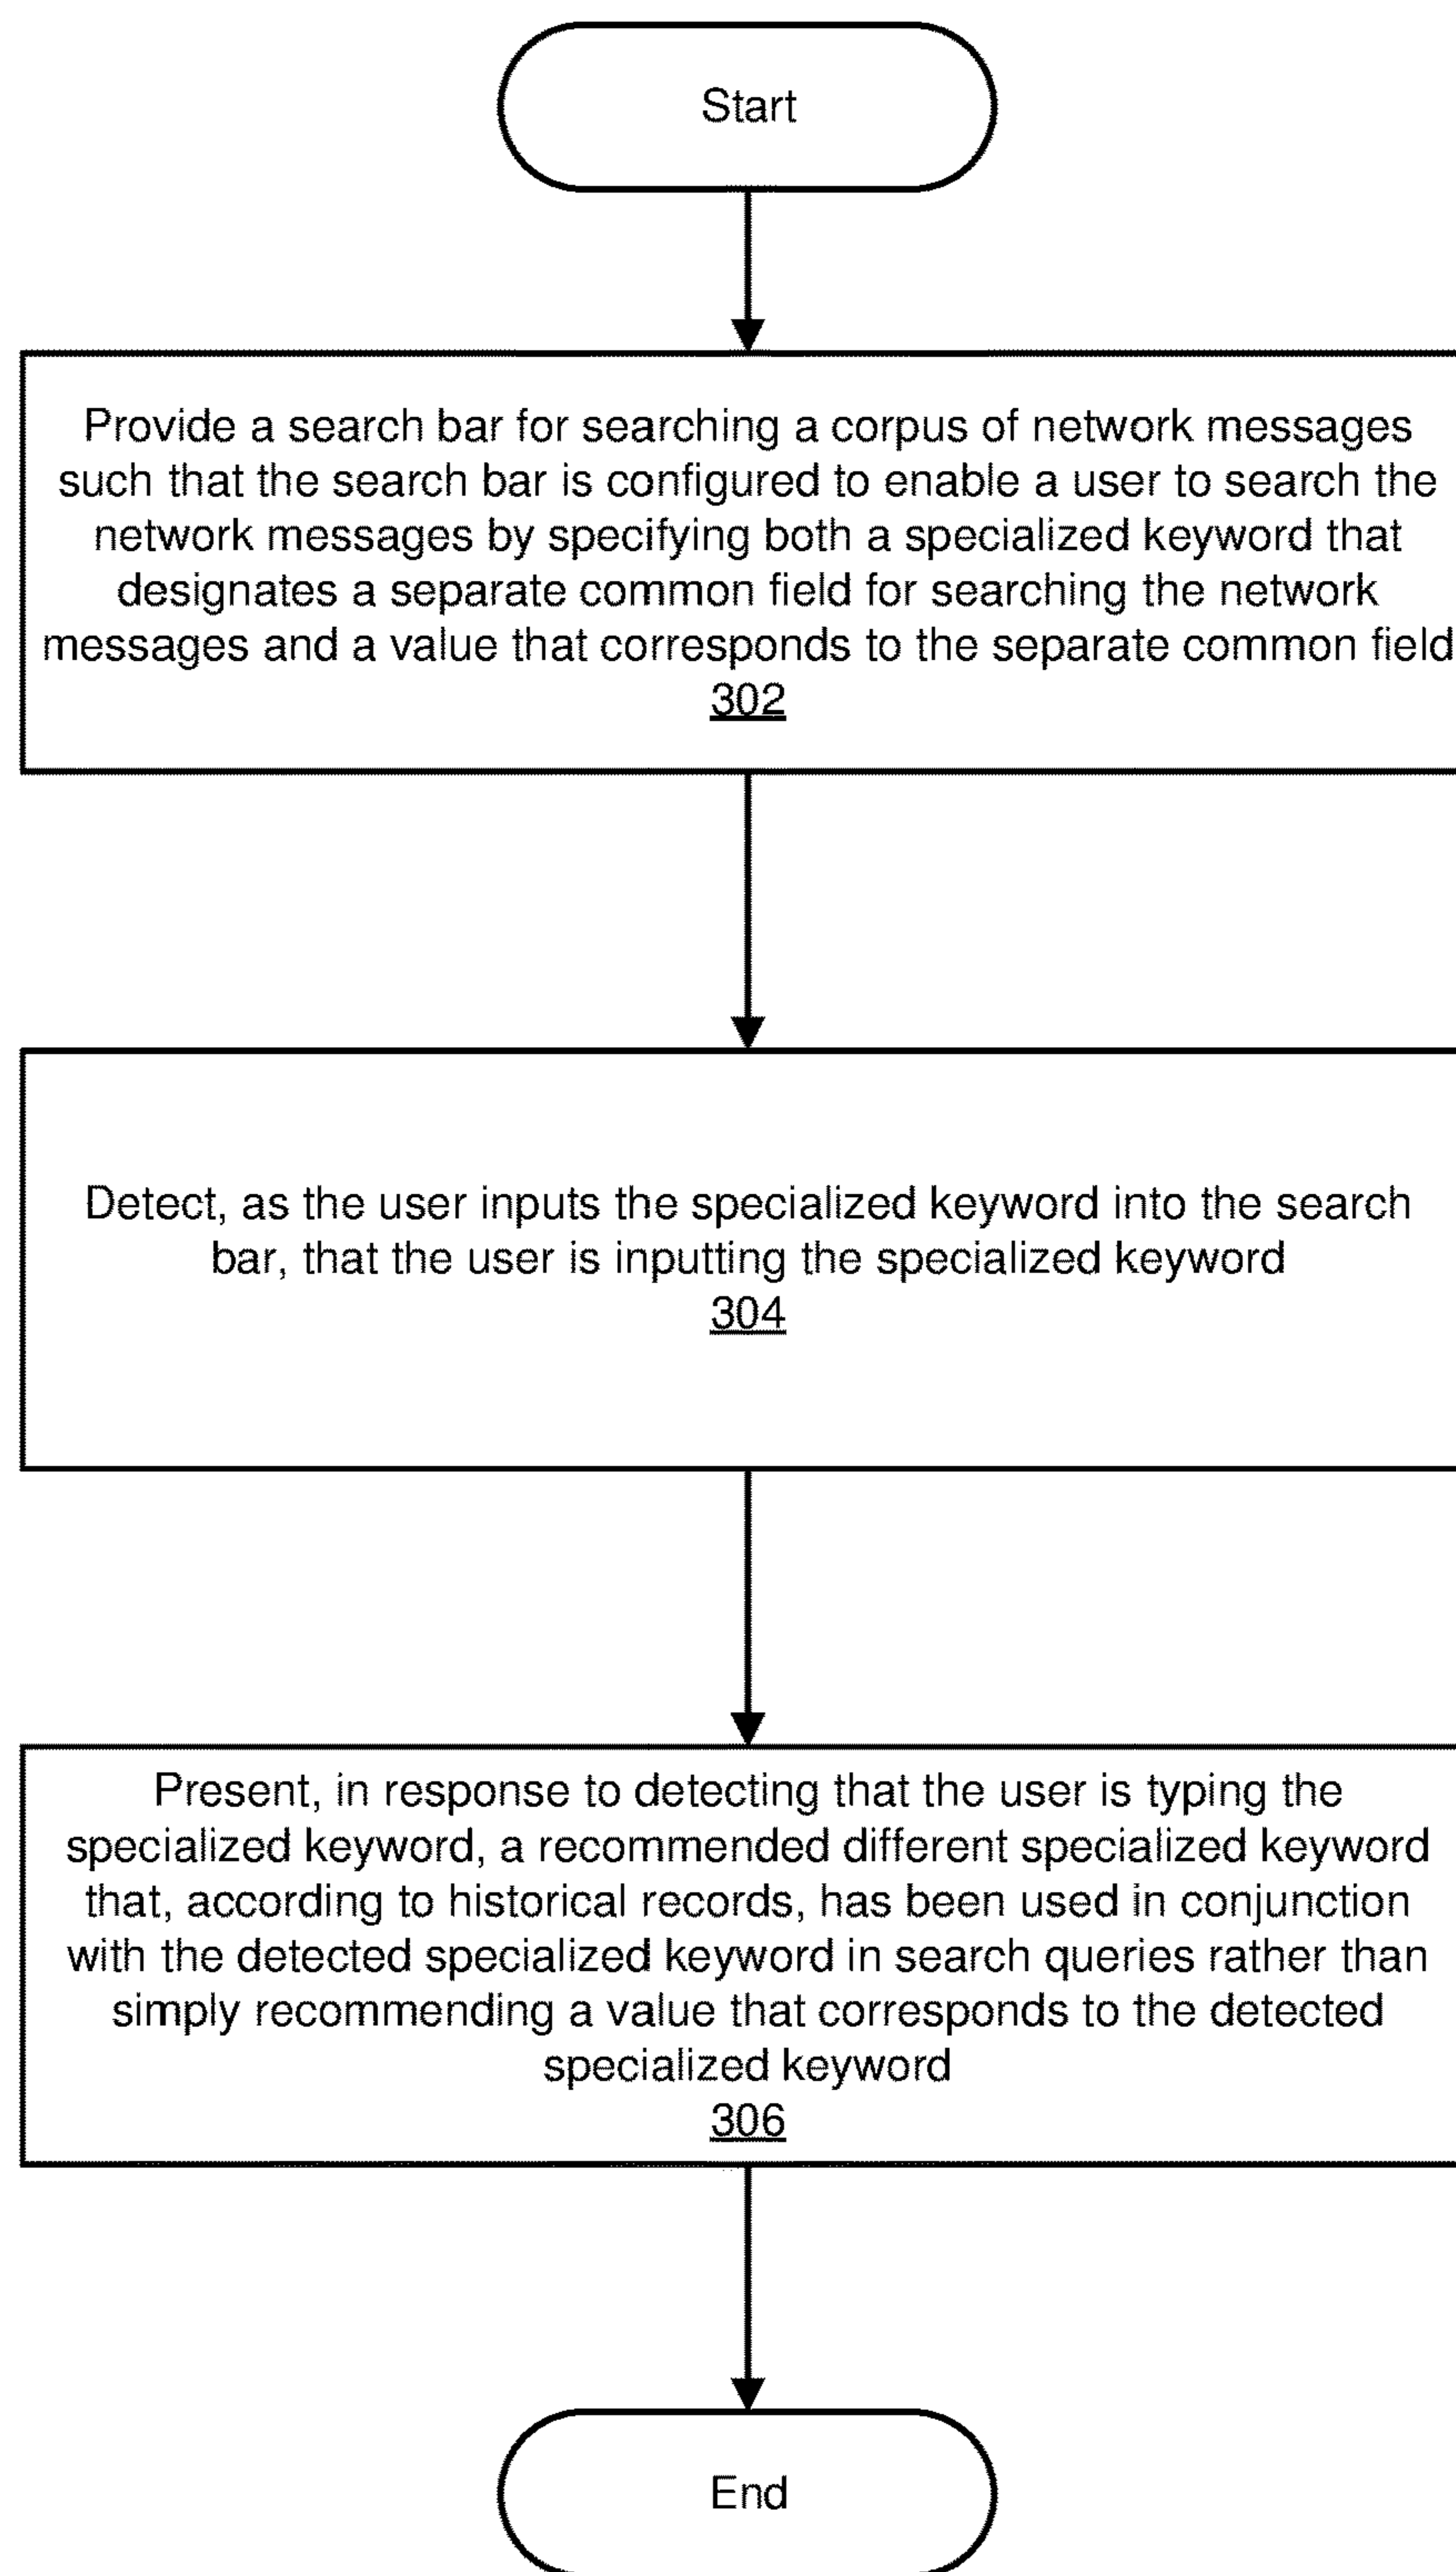 Start
Provide a search bar for searching a corpus of network messages
such that the search bar is configured to enable a user to search the
network messages by specifying both a specialized keyword that
designates a separate common field for searching the network
messages and a value that corresponds to the separate common field
302
Detect, as the user inputs the specialized keyword into the search
bar, that the user is inputting the specialized keyword
304
Present, in response to detecting that the user is typing the
specialized keyword, a recommended different specialized keyword
that, according to historical records, has been used in conjunction
with the detected specialized keyword in search queries rather than
simply recommending a value that corresponds to the detected
specialized keyword
306
End